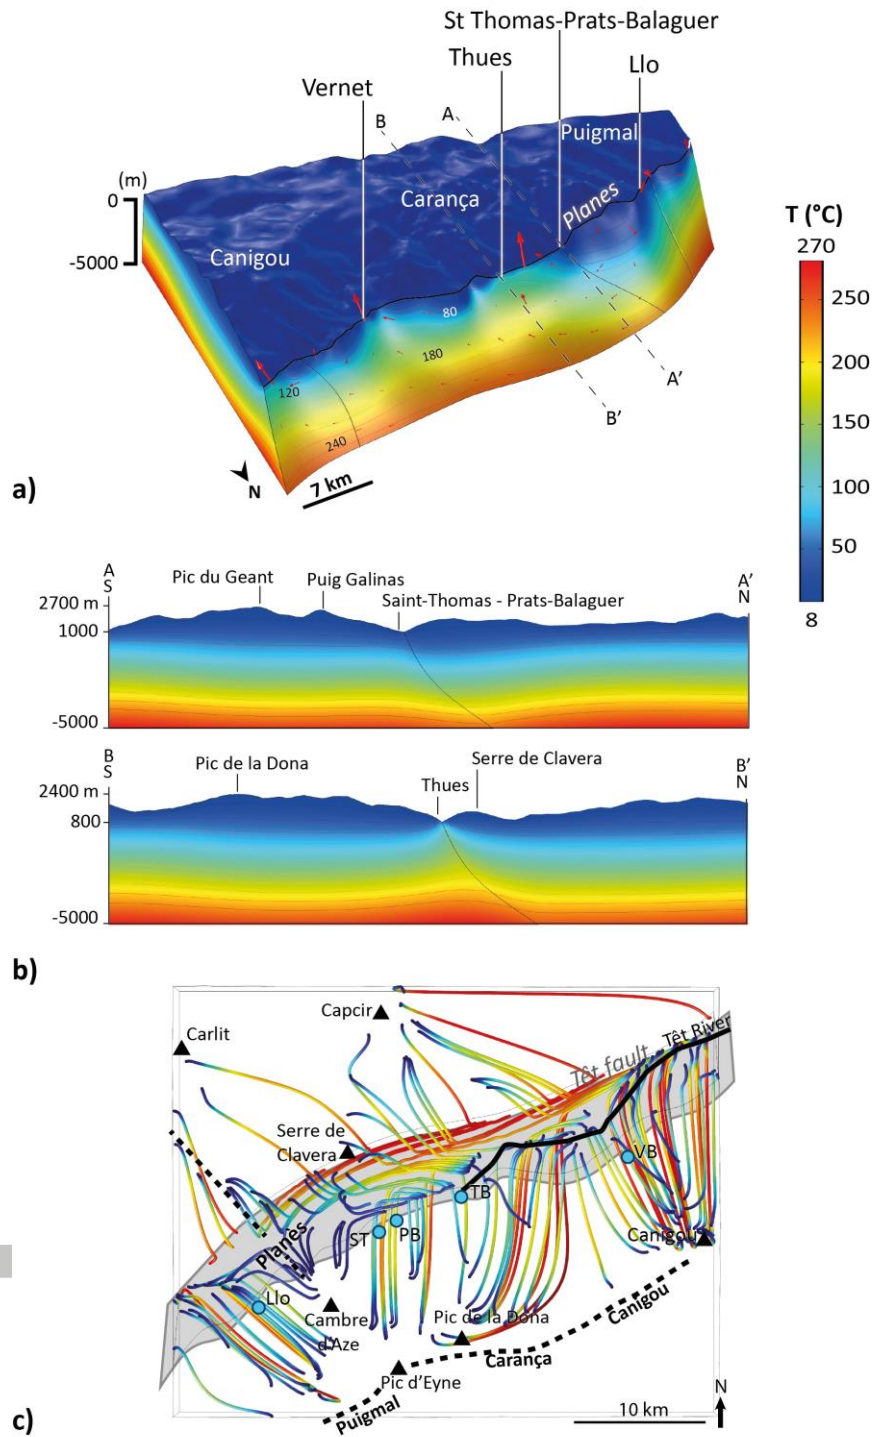 St Thomas-Prats-Balaguer
Thues
Llo
Vernet
B
A
Puigmal
(m)
0
-5000
Carança
Planes
Canigou
T (°C)
270
250
200
150
100
50
8
80
180
120
240
A'
B'
N
7 km
a)
A
S
Pic du Geant
Puig Galinas
Saint-Thomas - Prats-Balaguer
A'
N
2700 m
1000
-5000
B
S
Pic de la Dona
Serre de Clavera
Thues
B'
N
2400 m
800
-5000
b)
Capcir
Carlit
Têt fault
Têt River
Serre de
Clavera
VB
TB
ST
PB
Planès
Canigou
Llo
Cambre
d'Aze
Pic de la Dona
Canigou
Carança
Pic d'Eyne
Puigmal
N
10 km
c)